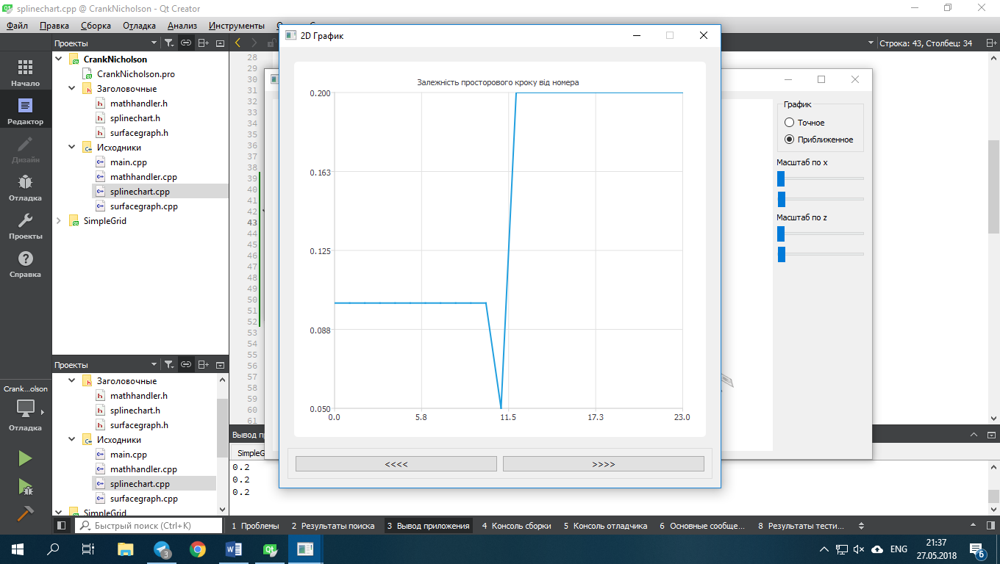 splinechart.cpp @ CrankNicholson - Qt Creator
Файл Правка Сборка Отладка Анализ Инструменты
Проекты
Строка: 43, Столбец: 34
Начало
Редактор
Дизайн
Отладка
Проекты
Справка
CrankNicholson
CrankNicholson.pro
Заголовочные
mathhandler.h
splinechart.h
surfacegraph.h
Исходники
main.cpp
mathhandler.cpp
splinechart.cpp
surfacegraph.cpp
SimpleGrid
28
29
30
31
32
33
34
35
36
37
38
39
40
41
42
43
44
45
46
47
48
49
50
51
52
53
54
55
56
57
58
59
60
61
2D График
Залежність просторового кроку від номера
0.200
0.163
0.125
0.088
0.050
0.0 5.8 11.5 17.3 23.0
<<<< >>>>
График
Точное
Приближенное
Масштаб по x
Масштаб по z
Проекты
Заголовочные
mathhandler.h
splinechart.h
surfacegraph.h
Исходники
main.cpp
mathhandler.cpp
splinechart.cpp
surfacegraph.cpp
SimpleGrid
Crank...olson
Отладка
Вывод п
SimpleG
0.2
0.2
0.2
Быстрый поиск (Ctrl+K)
1 Проблемы 2 Результаты поиска 3 Вывод приложения 4 Консоль сборки 5 Консоль отладчика 6 Основные сообще... 8 Результаты тести...
3
ENG
21:37
27.05.2018
6